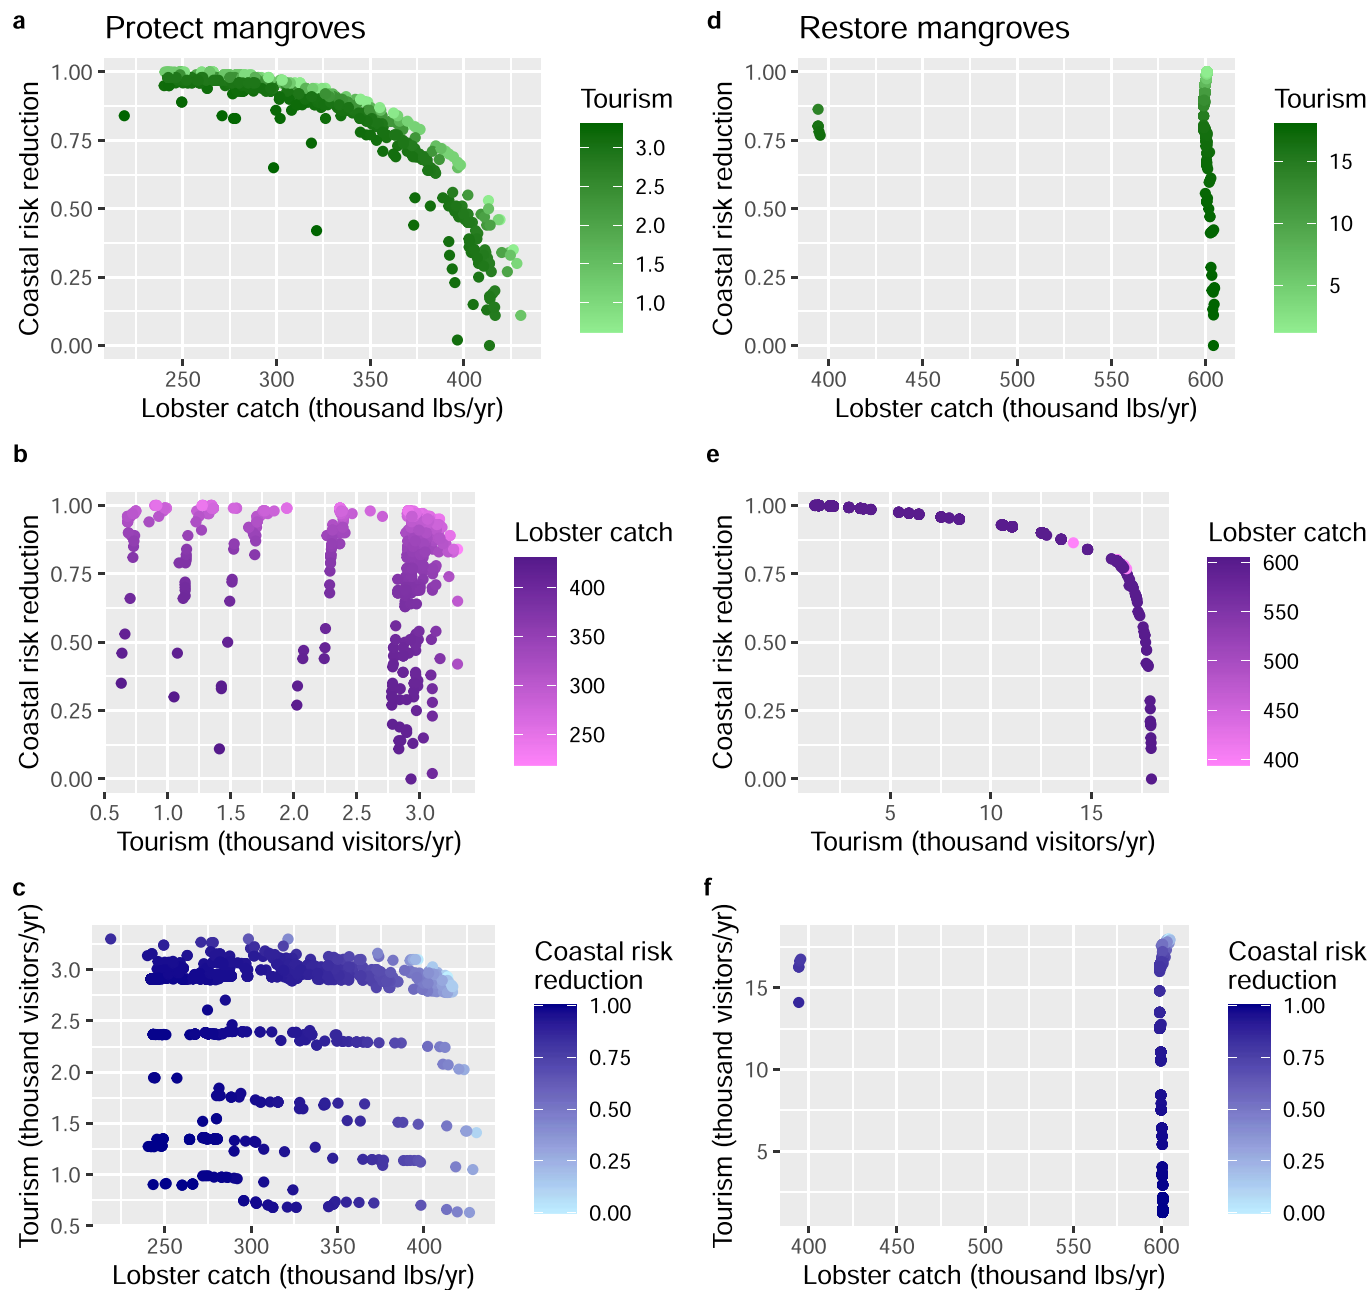 a
Protect mangroves
Coastal risk reduction
1.00
0.75
0.50
0.25
0.00
250
300
350
400
Lobster catch (thousand lbs/yr)
Tourism
3.0
2.5
2.0
1.5
1.0
d
Restore mangroves
Coastal risk reduction
1.00
0.75
0.50
0.25
0.00
400
450
500
550
600
Lobster catch (thousand lbs/yr)
Tourism
15
10
5
b
Coastal risk reduction
1.00
0.75
0.50
0.25
0.00
0.5
1.0
1.5
2.0
2.5
3.0
Tourism (thousand visitors/yr)
Lobster catch
400
350
300
250
e
Coastal risk reduction
1.00
0.75
0.50
0.25
0.00
5
10
15
Tourism (thousand visitors/yr)
Lobster catch
600
550
500
450
400
c
Tourism (thousand visitors/yr)
3.0
2.5
2.0
1.5
1.0
0.5
250
300
350
400
Lobster catch (thousand lbs/yr)
Coastal risk
reduction
1.00
0.75
0.50
0.25
0.00
f
Tourism (thousand visitors/yr)
15
10
5
400
450
500
550
600
Lobster catch (thousand lbs/yr)
Coastal risk
reduction
1.00
0.75
0.50
0.25
0.00